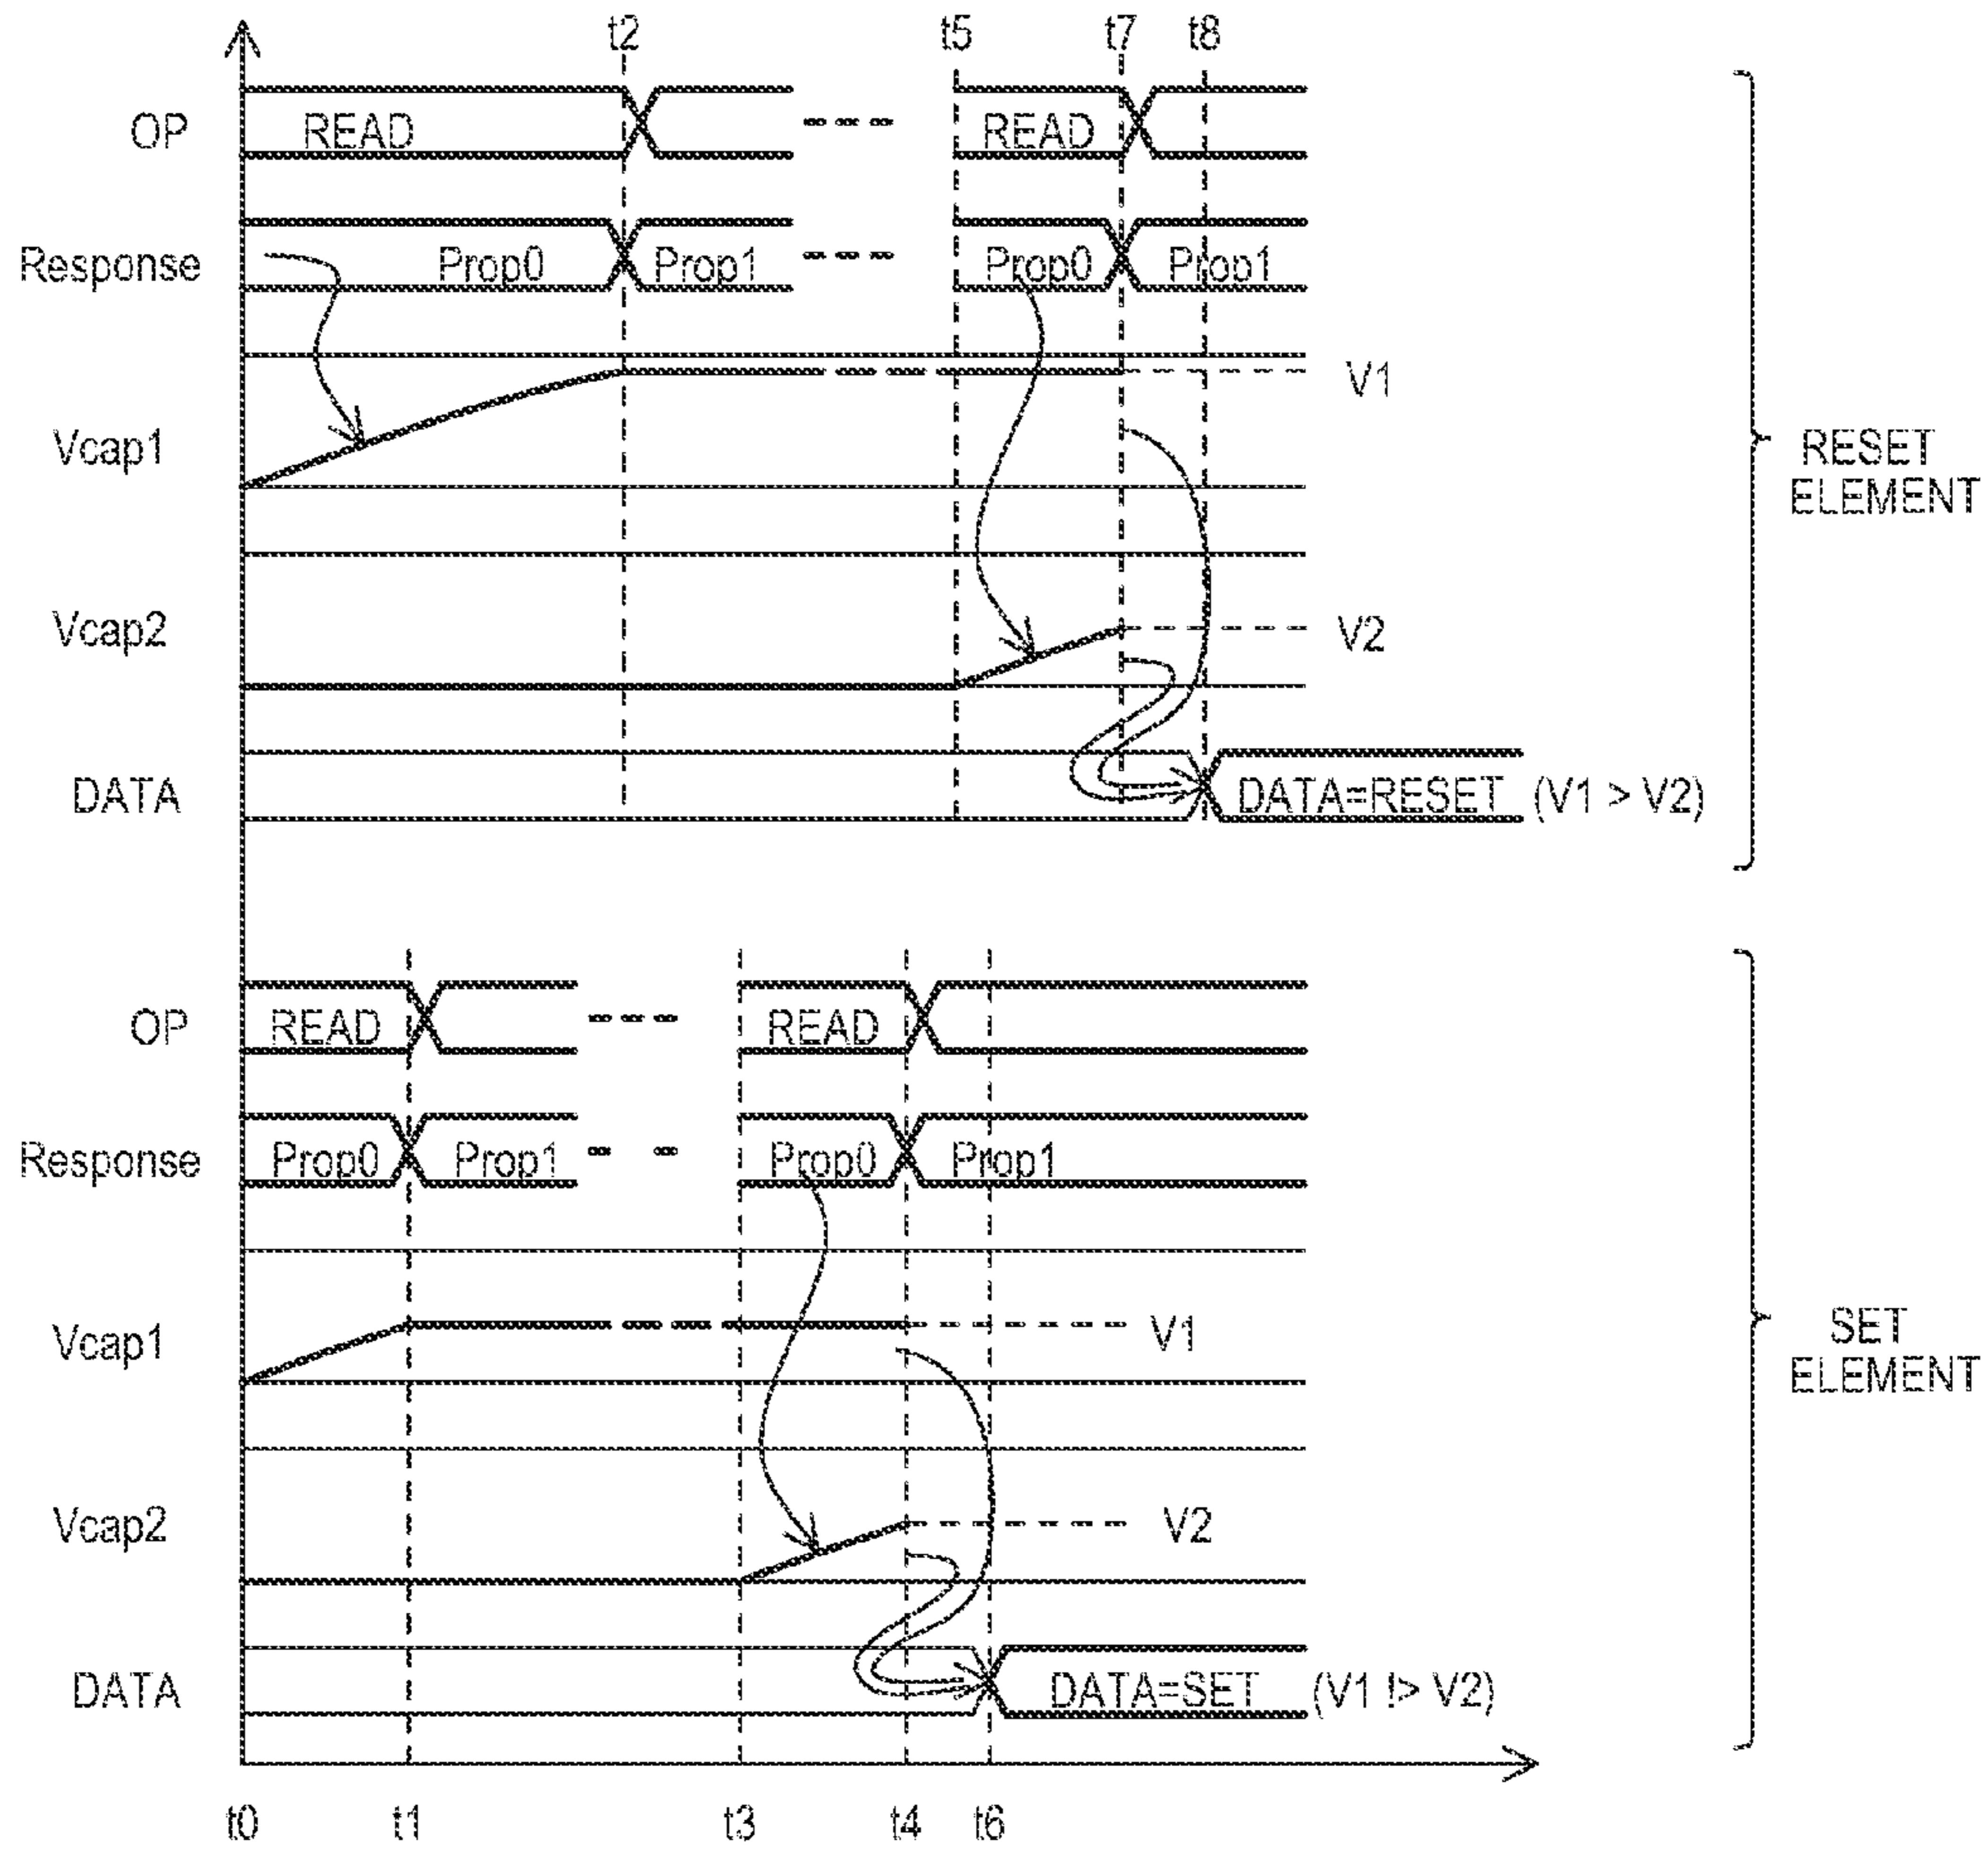 t2 t5 t7 t8
OP READ READ
Response Prop0 Prop1 Prop0 Prop1
V1
Vcap1
RESET
ELEMENT
Vcap2 V2
DATA DATA=RESET (V1 > V2)
OP READ READ
Response Prop0 Prop1 Prop0 Prop1
Vcap1 V1
SET
ELEMENT
Vcap2 V2
DATA DATA=SET (V1 !> V2)
t0 t1 t3 t4 t6